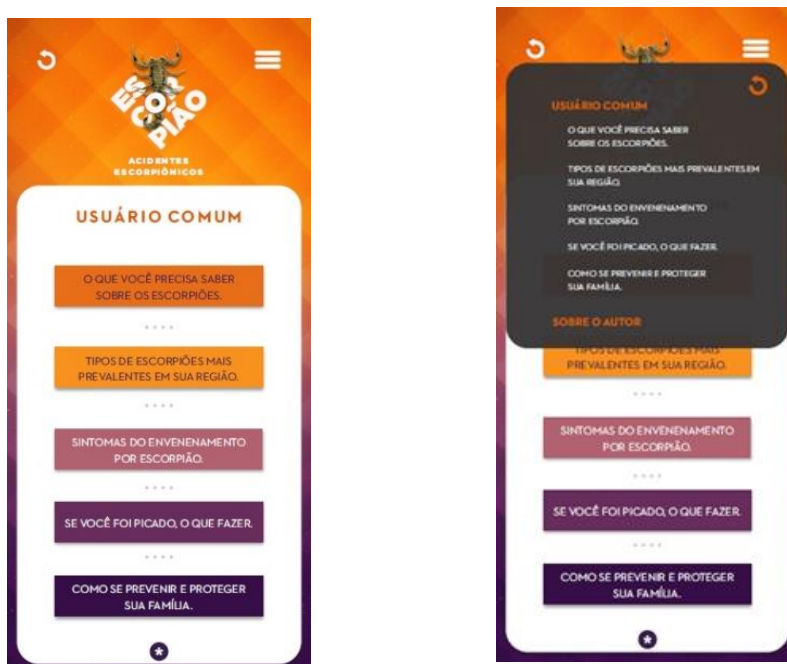 ES
COR
PIÃO
ACIDENTES
ESCORPIÔNICOS
USUÁRIO COMUM
O QUE VOCÊ PRECISA SABER
SOBRE OS ESCORPIÕES.
TIPOS DE ESCORPIÕES MAIS
PREVALENTES EM SUA REGIÃO.
SINTOMAS DO ENVENENAMENTO
POR ESCORPIÃO.
SE VOCÊ FOI PICADO, O QUE FAZER.
COMO SE PREVENIR E PROTEGER
SUA FAMÍLIA.
USUÁRIO COMUM
O QUE VOCÊ PRECISA SABER
SOBRE OS ESCORPIÕES.
TIPOS DE ESCORPIÕES MAIS PREVALENTES EM
SUA REGIÃO.
SINTOMAS DO ENVENENAMENTO
POR ESCORPIÃO.
SE VOCÊ FOI PICADO, O QUE FAZER.
COMO SE PREVENIR E PROTEGER
SUA FAMÍLIA.
SOBRE O AUTOR
TIPOS DE ESCORPIÕES MAIS
PREVALENTES EM SUA REGIÃO.
SINTOMAS DO ENVENENAMENTO
POR ESCORPIÃO.
SE VOCÊ FOI PICADO, O QUE FAZER.
COMO SE PREVENIR E PROTEGER
SUA FAMÍLIA.